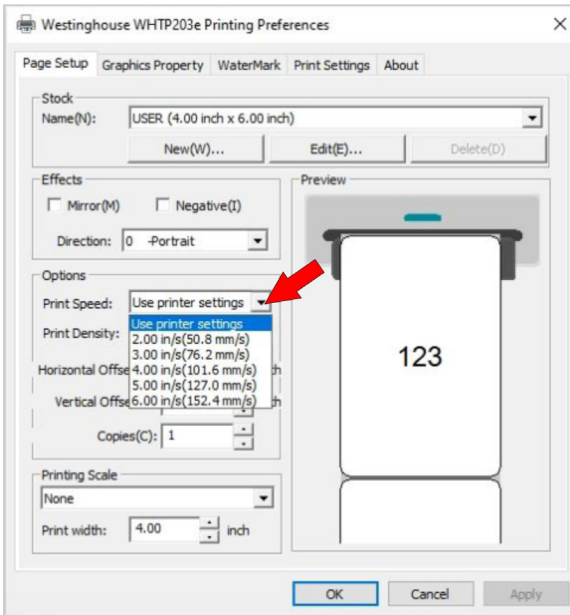 Westinghouse WHTP203e Printing Preferences
Page Setup Graphics Property WaterMark Print Settings About
Stock
Name(N): USER (4.00 inch x 6.00 inch)
New(W)... Edit(E)... Delete(D)
Effects
Mirror(M) Negative(I)
Direction: 0 -Portrait
Preview
123
Options
Print Speed: Use printer settings
Use printer settings
Print Density: 2.00 in/s(50.8 mm/s)
3.00 in/s(76.2 mm/s)
Horizontal Offse 4.00 in/s(101.6 mm/s)
5.00 in/s(127.0 mm/s)
Vertical Offse 6.00 in/s(152.4 mm/s)
Copies(C): 1
Printing Scale
None
Print width: 4.00 inch
OK Cancel Apply